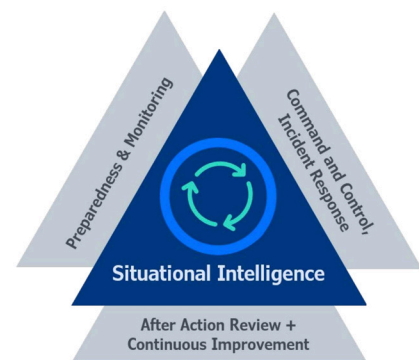 Preparedness & Monitoring
Command and Control,
Incident Response
Situational Intelligence
After Action Review +
Continuous Improvement